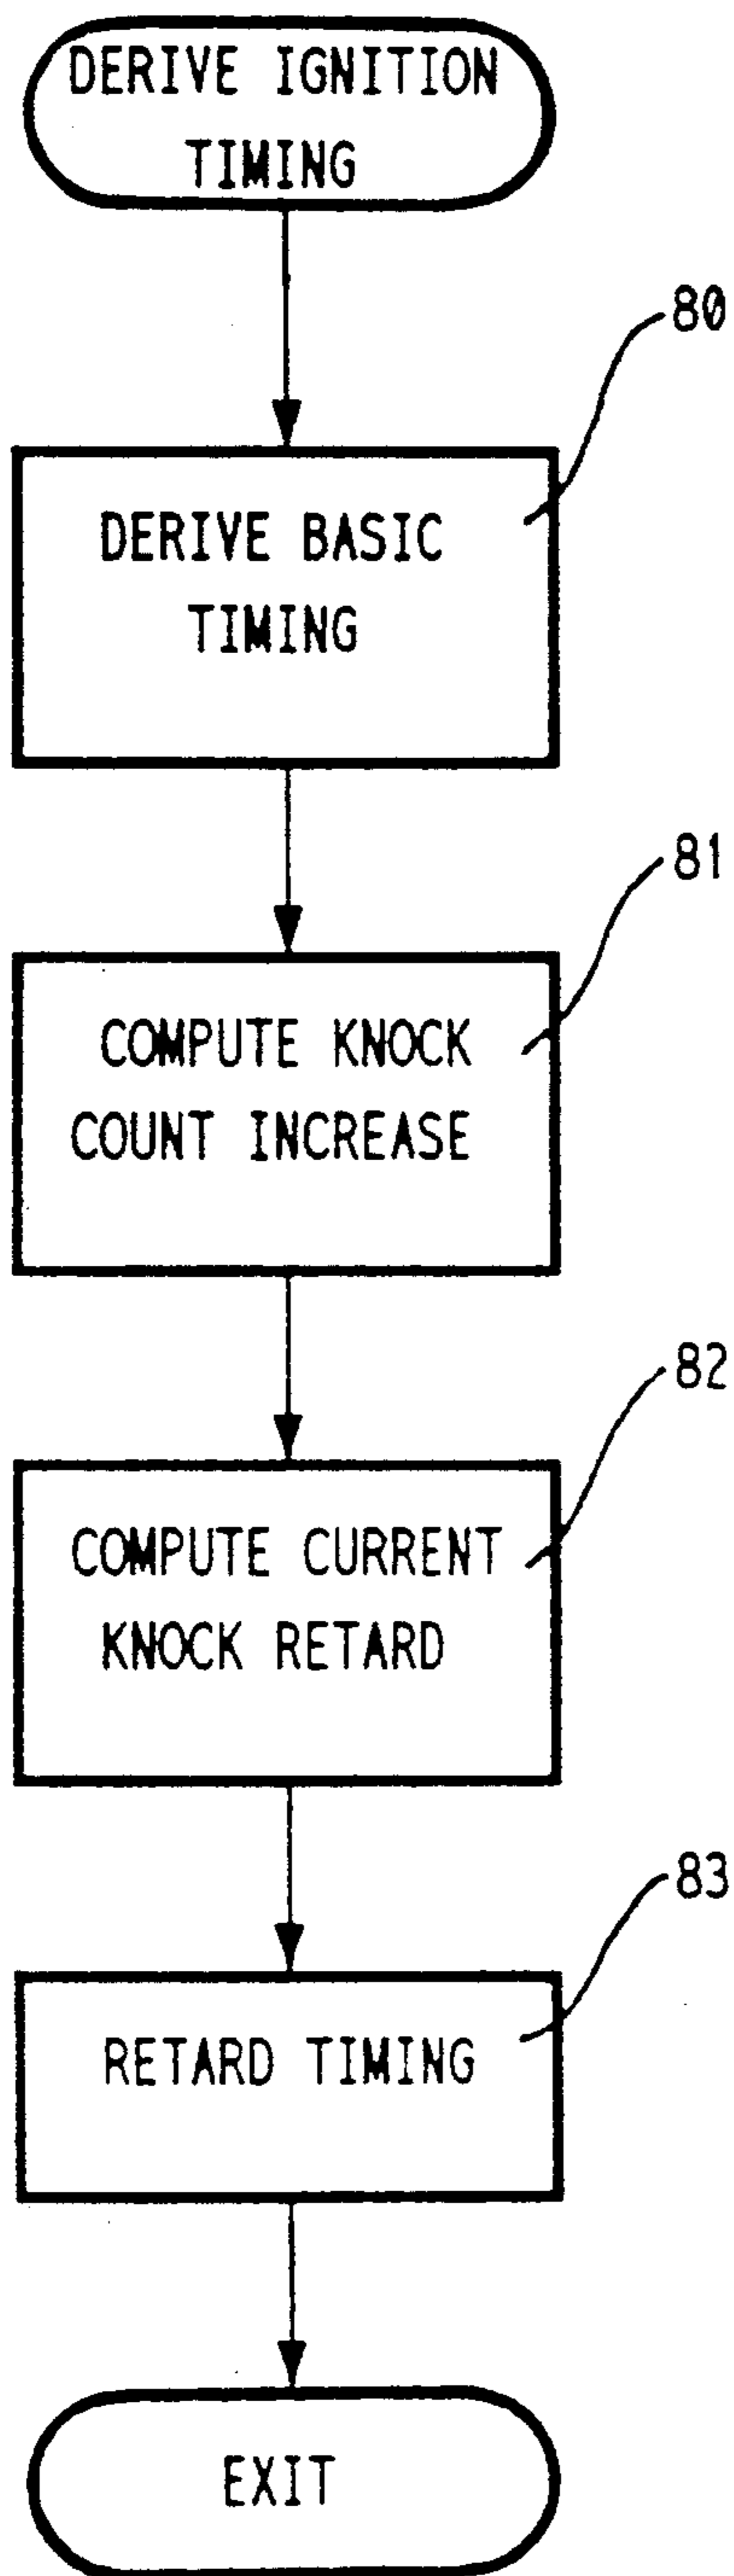 DERIVE IGNITION
TIMING
80
DERIVE BASIC
TIMING
81
COMPUTE KNOCK
COUNT INCREASE
82
COMPUTE CURRENT
KNOCK RETARD
83
RETARD TIMING
EXIT